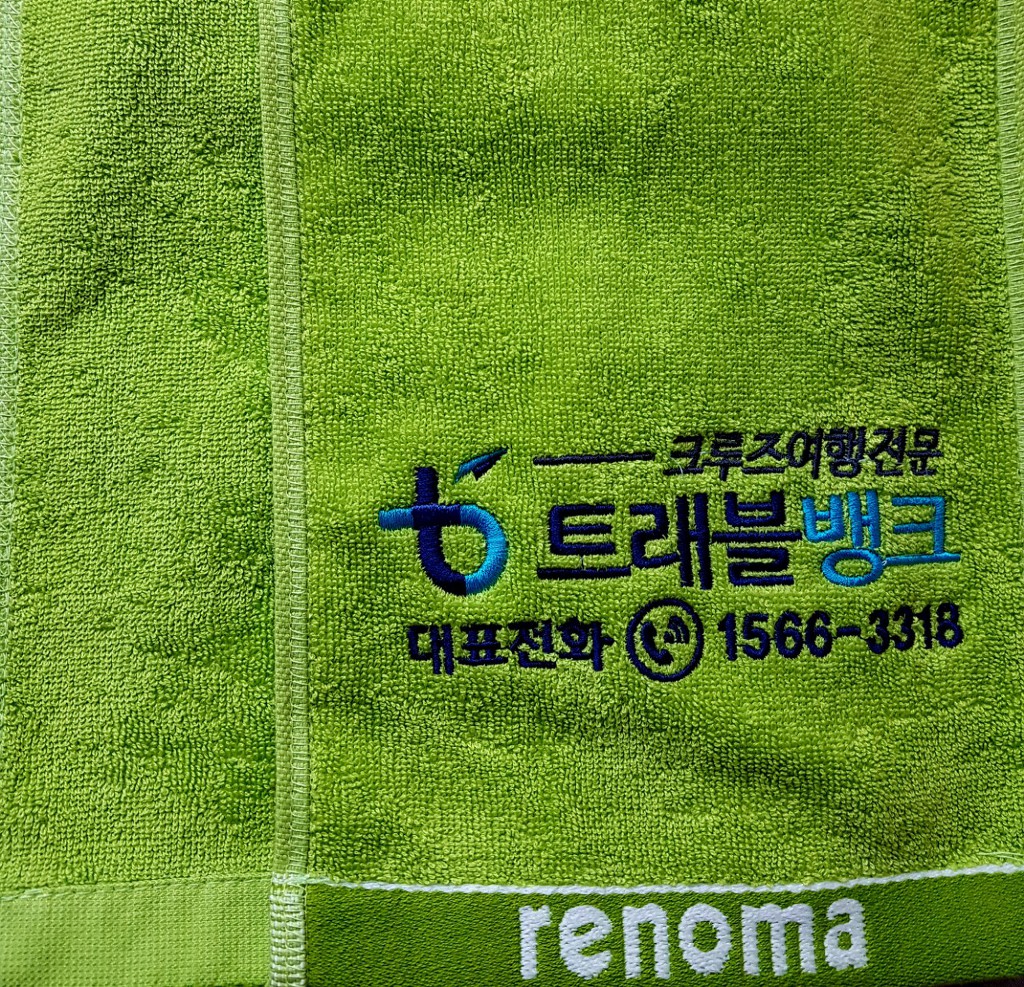 크루즈여행전문
트래블뱅크
대표전화 1566-3318
renoma